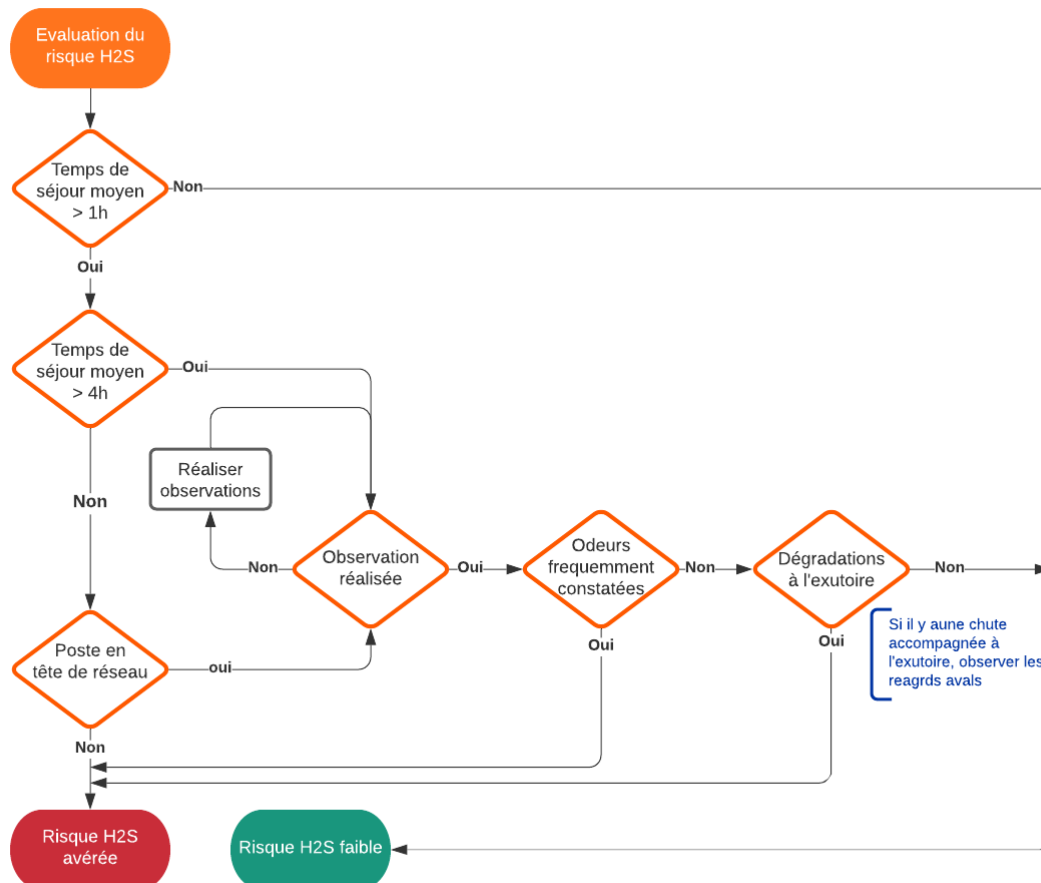 Evaluation du
risque H2S
Temps de
séjour moyen
> 1h
Non
Oui
Temps de
séjour moyen
> 4h
Oui
Non
Réaliser
observations
Observation
réalisée
Non
Oui
Odeurs
frequemment
constatées
Non
Oui
Dégradations
à l'exutoire
Non
Oui
Si il y aune chute
accompagnée à
l'exutoire, observer les
reagrds avals
Poste en
tête de réseau
oui
Non
Risque H2S
avérée
Risque H2S faible